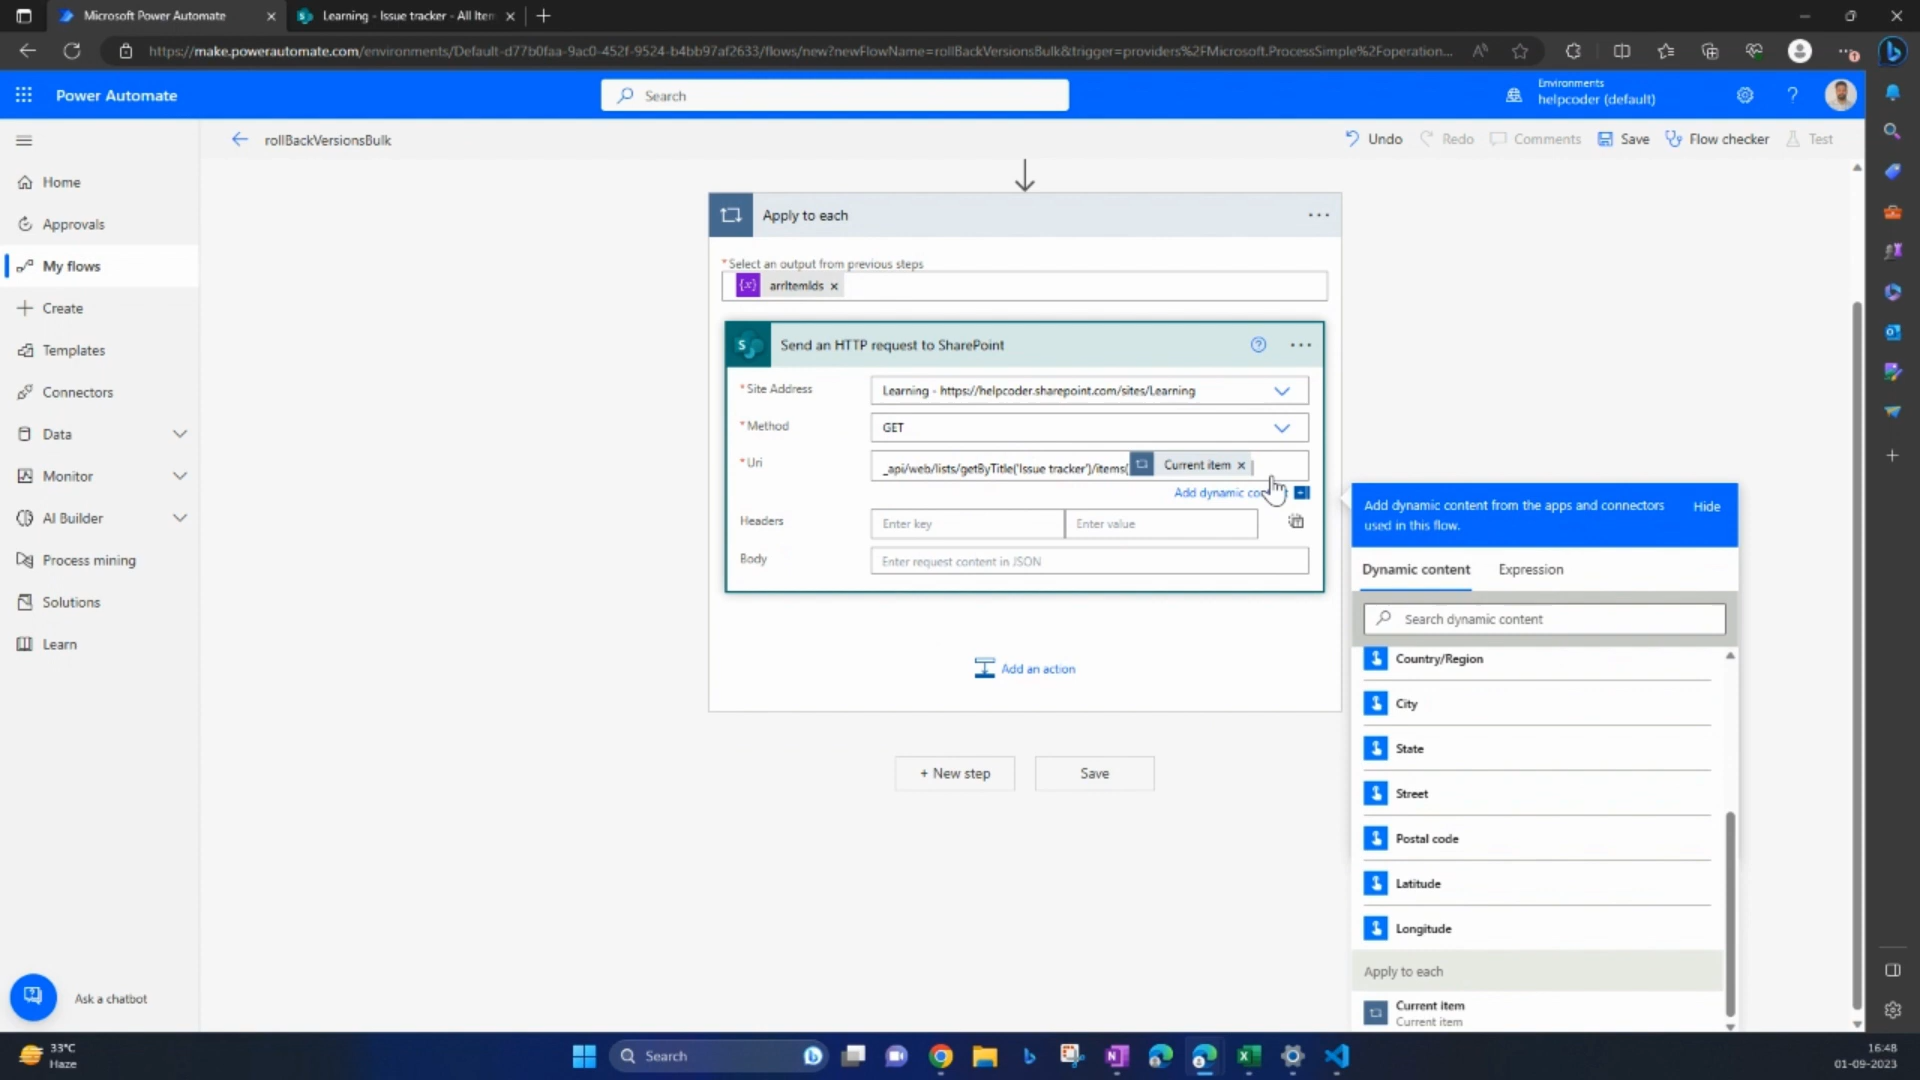 Microsoft Power Automate
Learning - Issue tracker - All Iten
https://make.powerautomate.com/environments/Default-d77b0faa-9ac0-452f-9524-b4bb97af2633/flows/new?newFlowName=rollBackVersionsBulk&trigger=providers%2FMicrosoft.ProcessSimple%2Foperation...
Power Automate
Search
Environments
helpcoder (default)
rollBackVersionsBulk
Undo
Redo
Comments
Save
Flow checker
Test
Home
Approvals
My flows
Create
Templates
Connectors
Data
Monitor
AI Builder
Process mining
Solutions
Learn
Ask a chatbot
Apply to each
* Select an output from previous steps
arrItemIds
Send an HTTP request to SharePoint
* Site Address
Learning - https://helpcoder.sharepoint.com/sites/Learning
* Method
GET
* Uri
_api/web/lists/getByTitle('Issue tracker')/items( Current item
Add dynamic
Headers
Enter key
Enter value
Body
Enter request content in JSON
Add an action
+ New step
Save
Add dynamic content from the apps and connectors
used in this flow.
Hide
Dynamic content
Expression
Search dynamic content
Country/Region
City
State
Street
Postal code
Latitude
Longitude
Apply to each
Current item
Current item
33°C
Haze
Search
16:48
01-09-2023